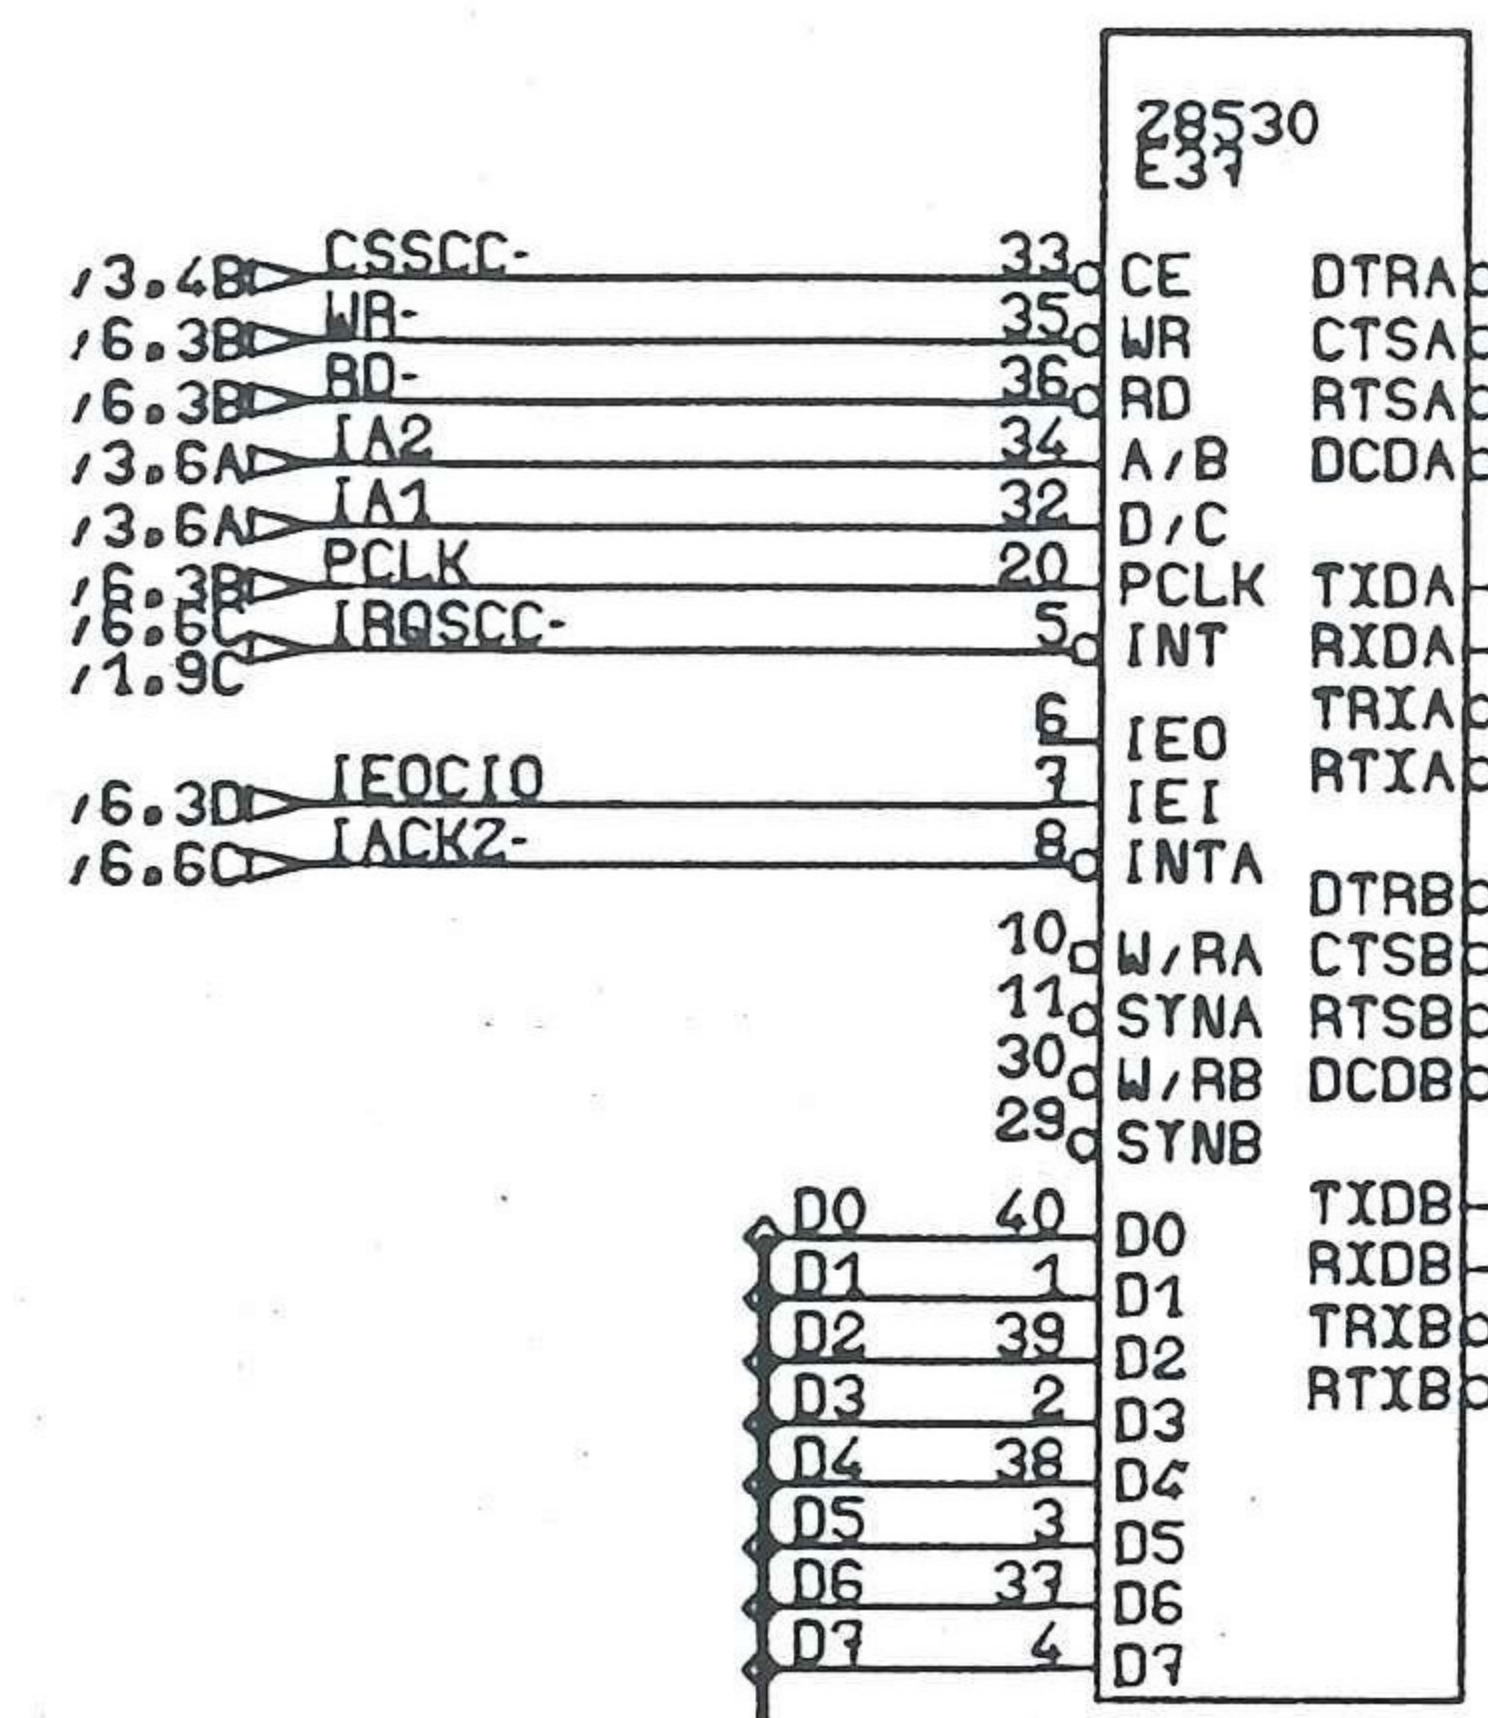 Z8530
E37
/3.4B CSSCC- 33 CE DTRA
/6.3B WR- 35 WR CTSA
/6.3B RD- 36 RD RTSA
/3.6A IA2 34 A/B DCDA
/3.6A IA1 32 D/C
/6.3B PCLK 20 PCLK TXDA
/6.6C IRQSCC- 5 INT RXDA
/1.9C
TRXA
6 IEO
RTXA
/6.3D IEOCIO 7 IEI
/6.6C IACK2- 8 INTA
DTRB
10 W/RA CTSB
11 SYNA RTSB
30 W/RB DCDB
29 SYNB
D0 40 D0 TXDB
D1 1 D1 RXDB
D2 39 D2 TRXB
D3 2 D3 RTXB
D4 38 D4
D5 3 D5
D6 37 D6
D7 4 D7